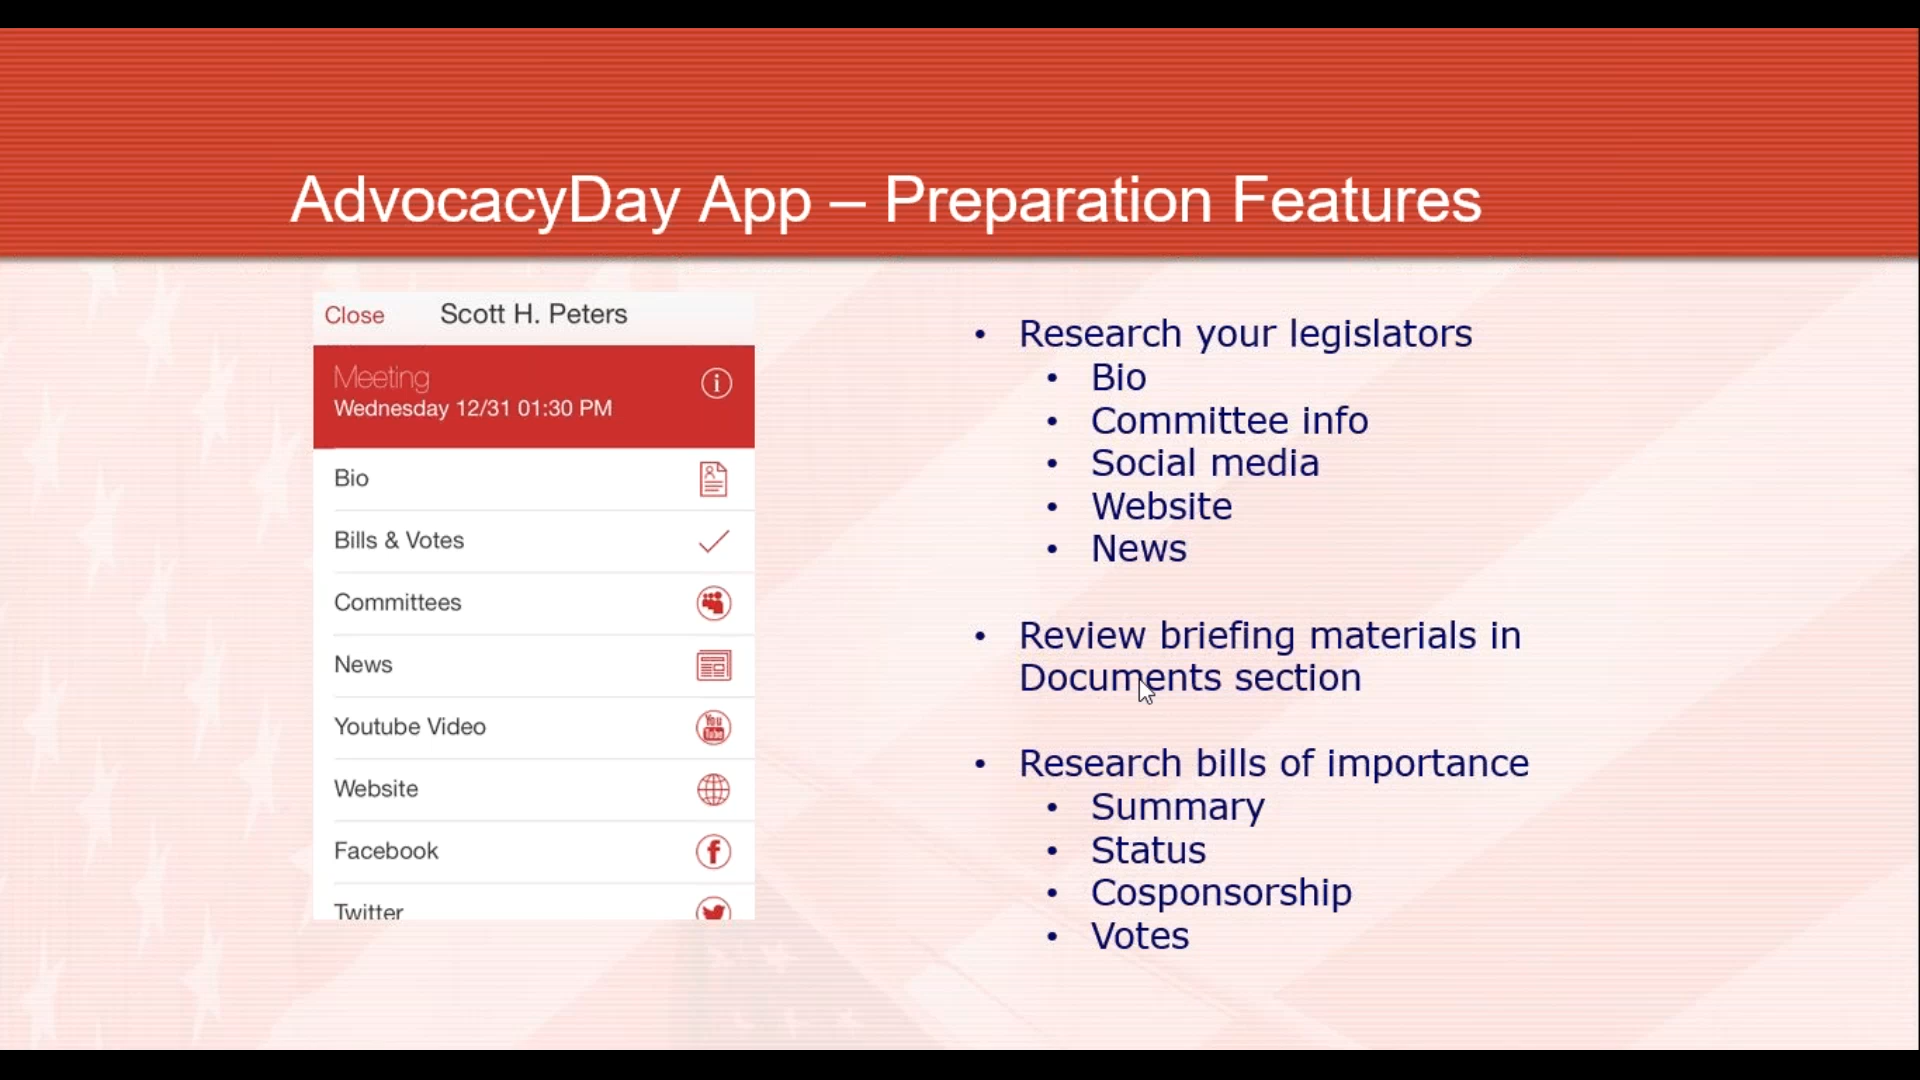 AdvocacyDay App – Preparation Features
Close Scott H. Peters
Meeting
Wednesday 12/31 01:30 PM
Bio
Bills & Votes
Committees
News
Youtube Video
You
Tube
Website
Facebook
Twitter
• Research your legislators
• Bio
• Committee info
• Social media
• Website
• News
• Review briefing materials in
Documents section
• Research bills of importance
• Summary
• Status
• Cosponsorship
• Votes